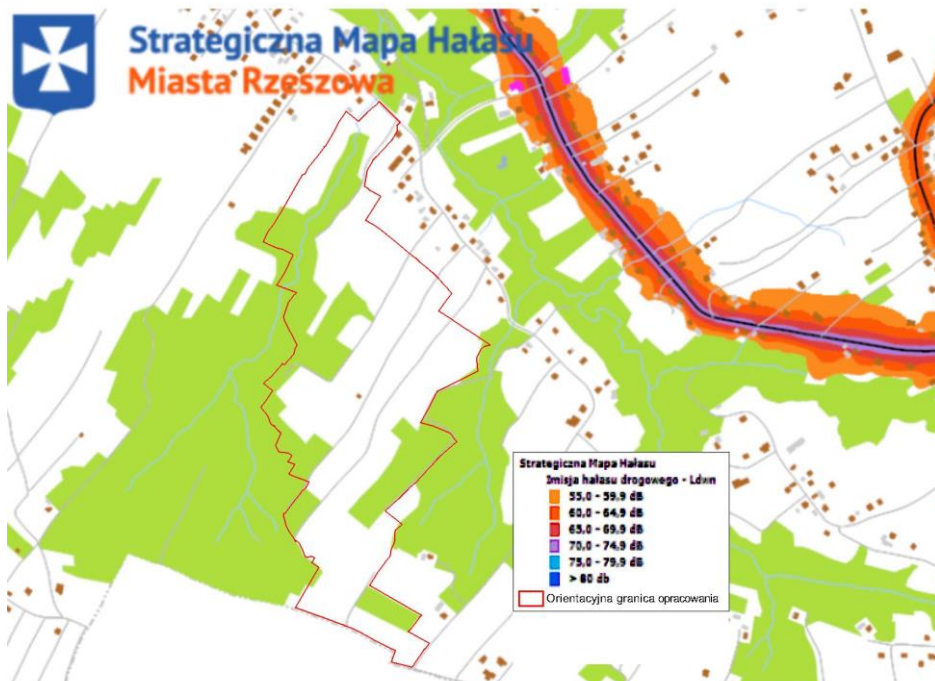 Strategiczna Mapa Hałasu
Miasta Rzeszowa
Strategiczna Mapa Hałasu
Imisja hałasu drogowego - Ldwn
55,0 - 59,9 dB
60,0 - 64,9 dB
65,0 - 69,9 dB
70,0 - 74,9 dB
75,0 - 79,9 dB
> 80 db
Orientacyjna granica opracowania